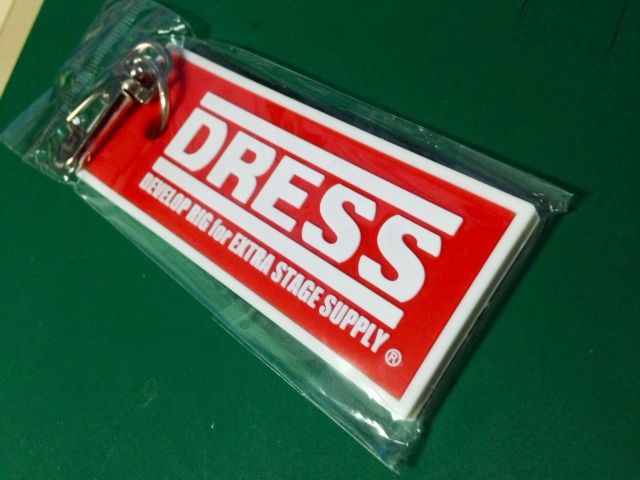 DRESS
DEVELOP RIG for EXTRA STAGE SUPPLY ®